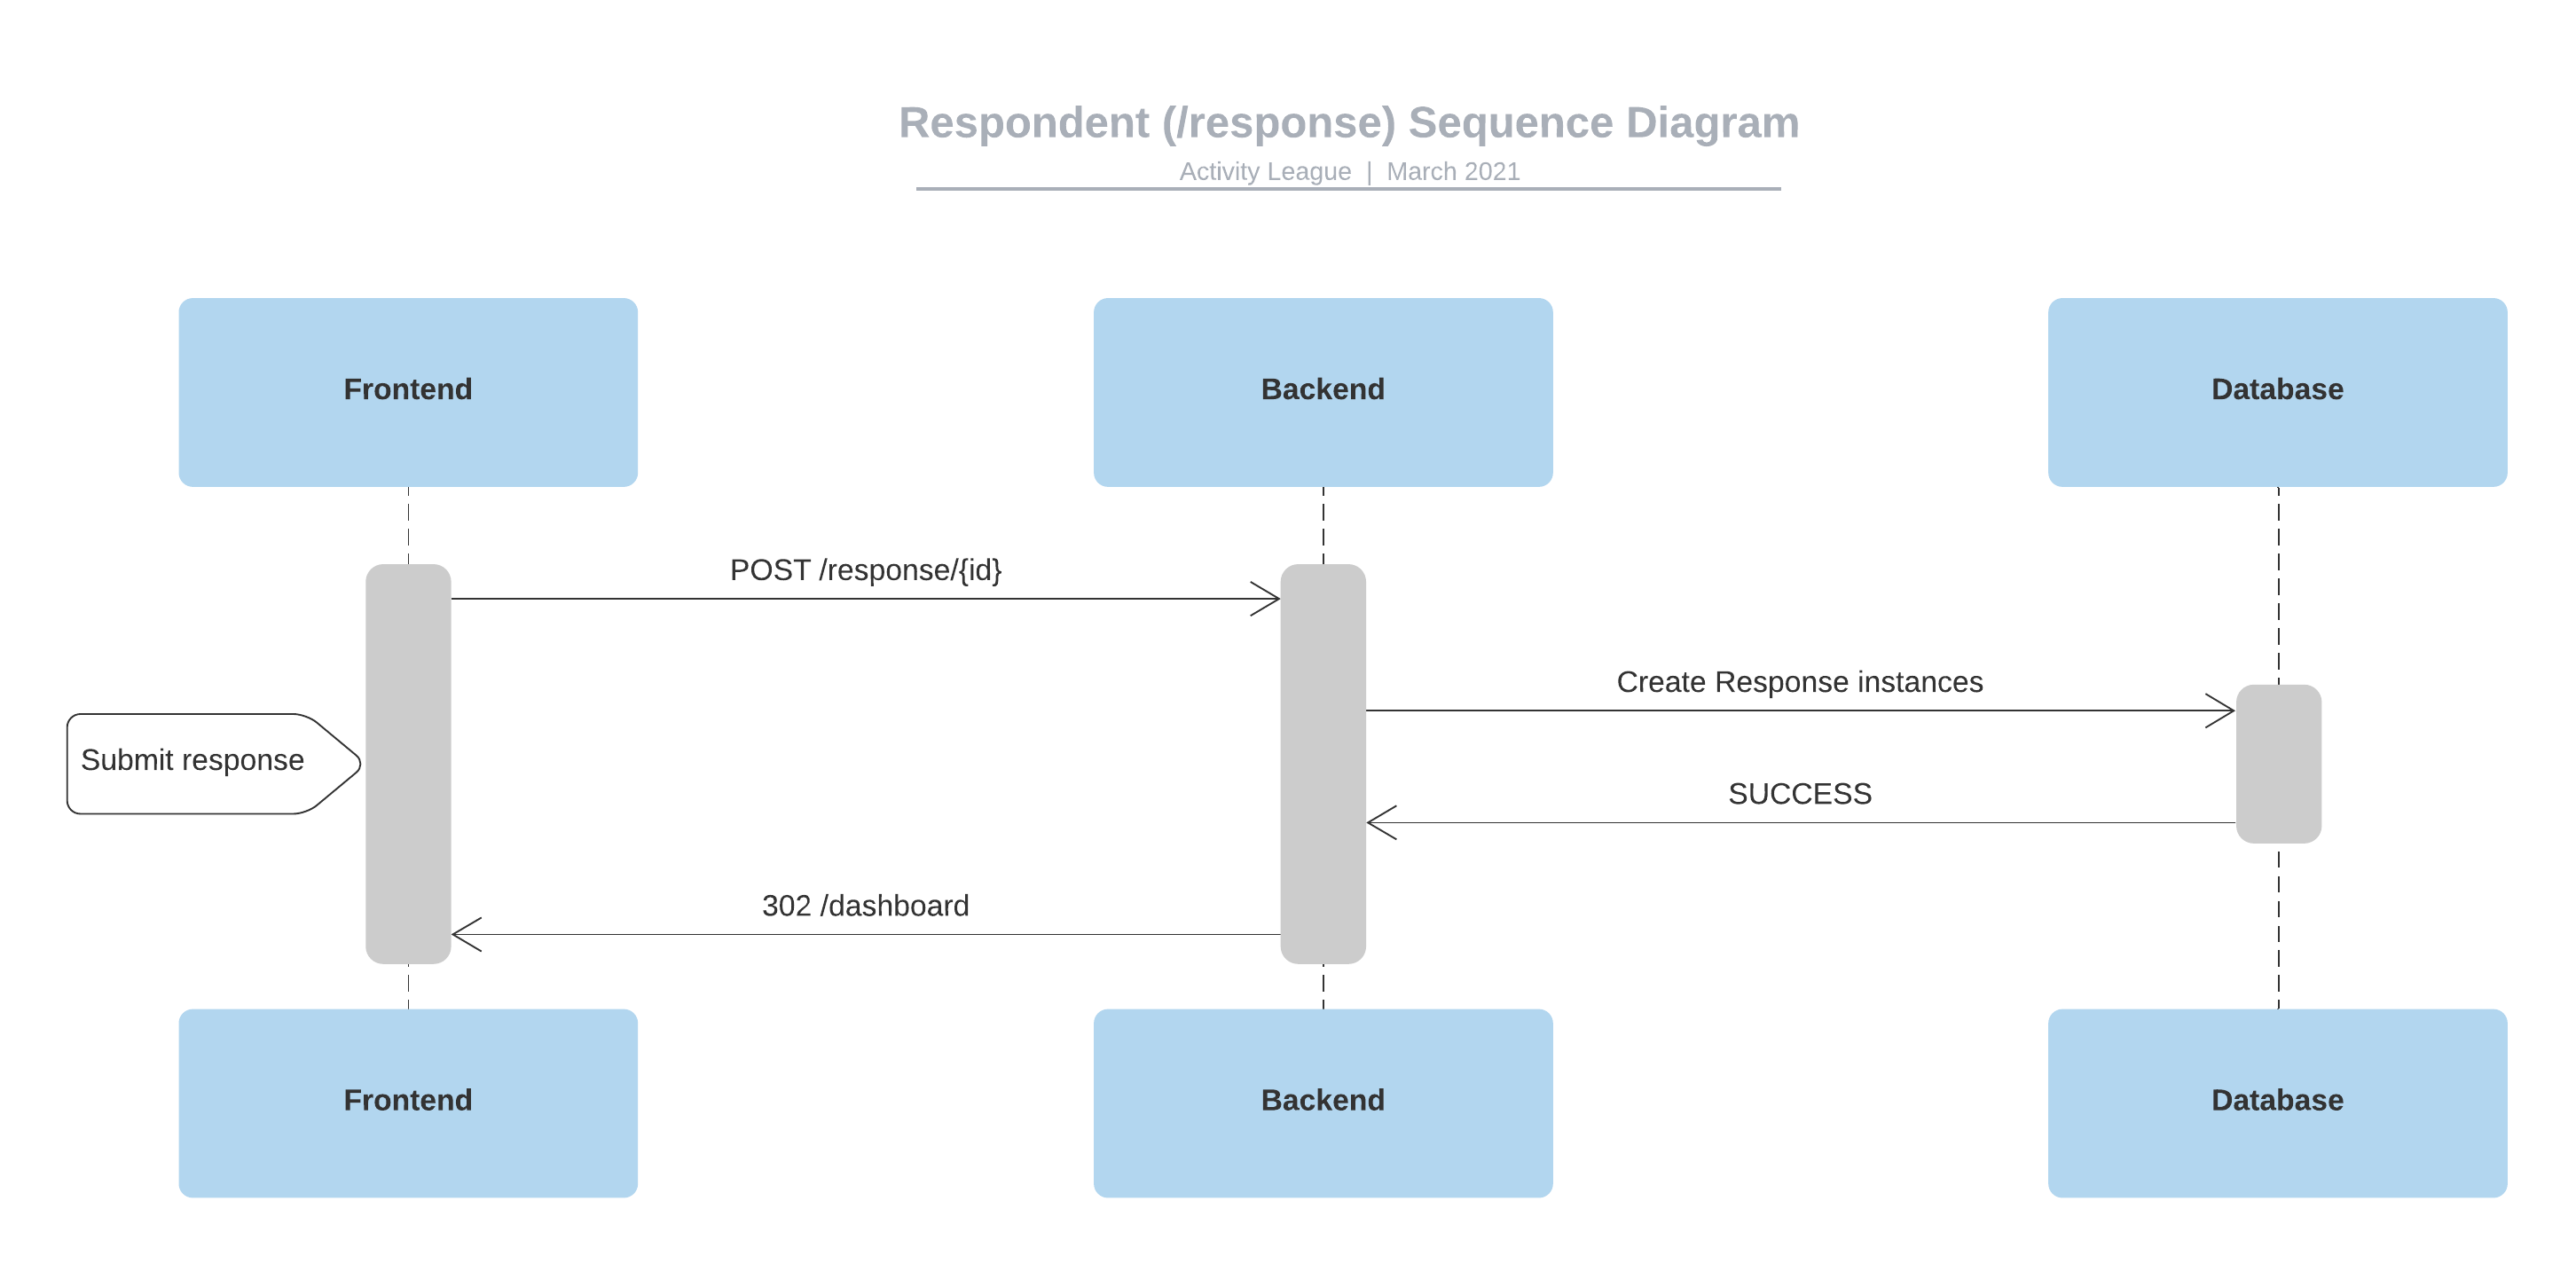 Respondent (/response) Sequence Diagram
Activity League | March 2021
Frontend
Backend
Database
POST /response/{id}
Create Response instances
Submit response
SUCCESS
302 /dashboard
Frontend
Backend
Database